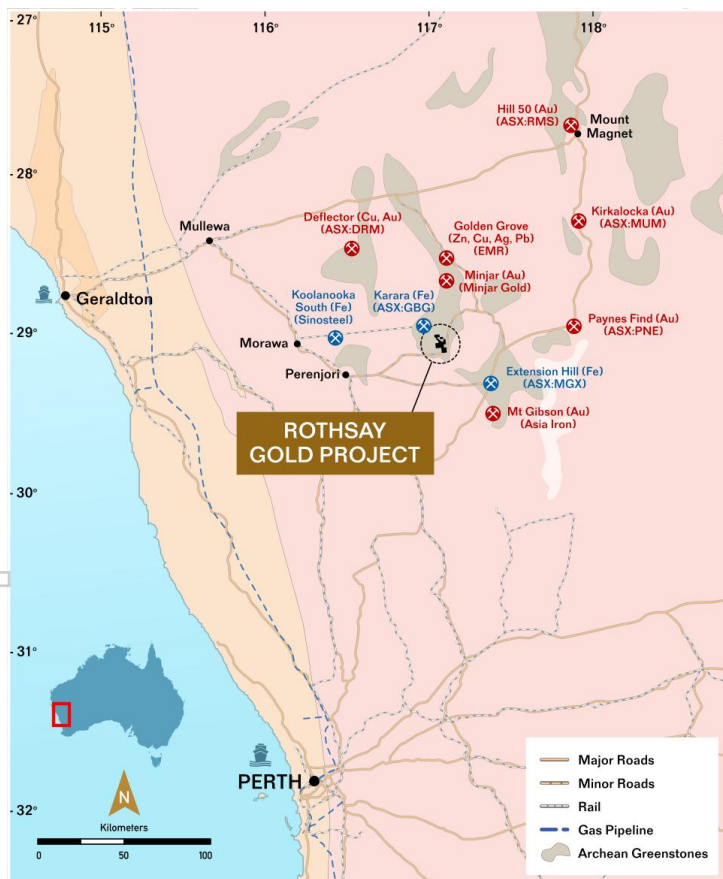 115°
116°
117°
118°
- 27°
- 28°
- 29°
- 30°
- 31°
- 32°
Hill 50 (Au)
(ASX:RMS)
Mount
Magnet
Deflector (Cu, Au)
(ASX:DRM)
Golden Grove
(Zn, Cu, Ag, Pb)
(EMR)
Kirkalocka (Au)
(ASX:MUM)
Mullewa
Minjar (Au)
(Minjar Gold)
Geraldton
Koolanooka
South (Fe)
(Sinosteel)
Karara (Fe)
(ASX:GBG)
Paynes Find (Au)
(ASX:PNE)
Morawa
Perenjori
Extension Hill (Fe)
(ASX:MGX)
Mt Gibson (Au)
(Asia Iron)
ROTHSAY
GOLD PROJECT
PERTH
N
Kilometers
0 50 100
Major Roads
Minor Roads
Rail
Gas Pipeline
Archean Greenstones